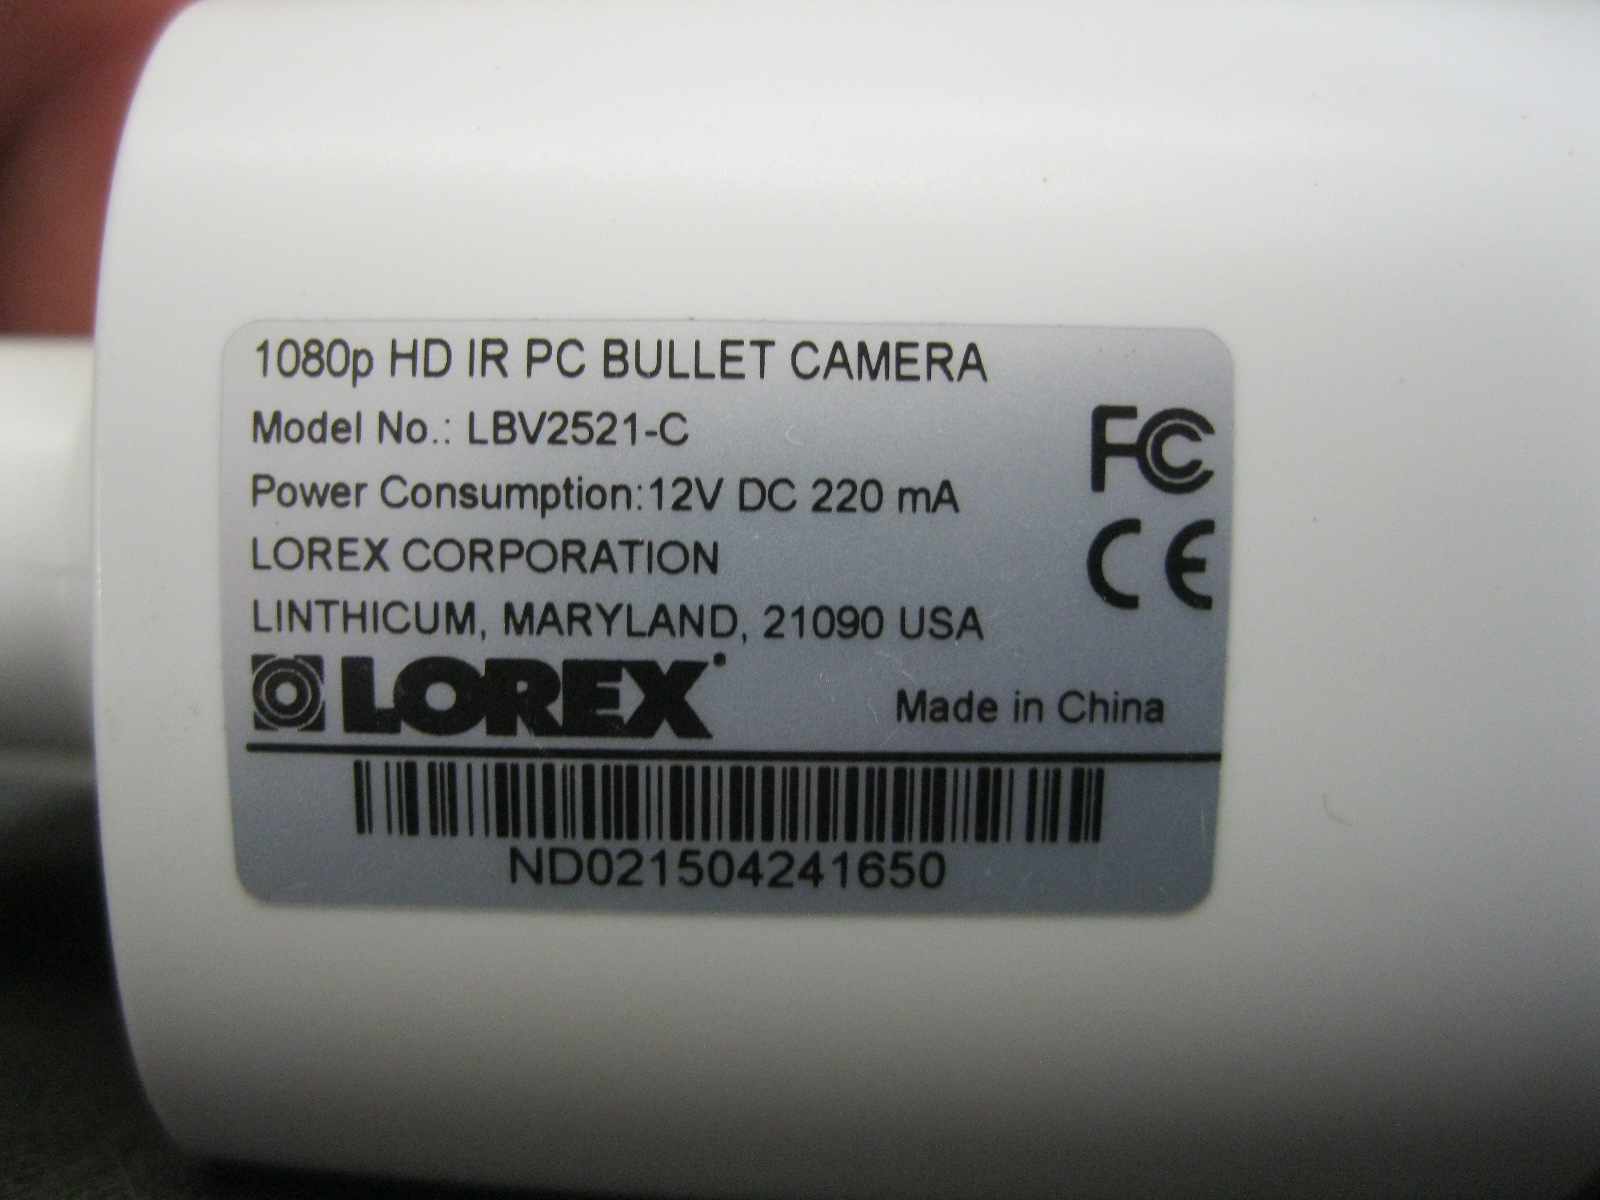 1080p HD IR PC BULLET CAMERA
Model No.: LBV2521-C
Power Consumption:12V DC 220 mA
LOREX CORPORATION
LINTHICUM, MARYLAND, 21090 USA
FC
CE
LOREX
Made in China
ND021504241650